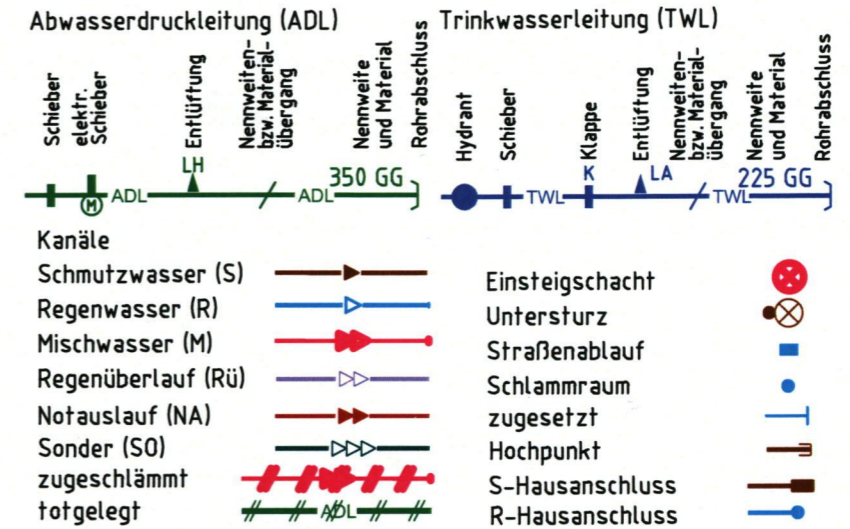 Abwasserdruckleitung (ADL)
Schieber
elektr.
Schieber
Entlüftung
Nennweiten-
bzw. Material-
übergang
Nennweite
und Material
Rohrabschluss
LH
350 GG
M
ADL
ADL
Trinkwasserleitung (TWL)
Hydrant
Schieber
Klappe
Entlüftung
Nennweiten-
bzw. Material-
übergang
Nennweite
und Material
Rohrabschluss
K
LA
225 GG
TWL
TWL
Kanäle
Schmutzwasser (S)
Regenwasser (R)
Mischwasser (M)
Regenüberlauf (Rü)
Notauslauf (NA)
Sonder (SO)
zugeschlämmt
totgelegt
ADL
Einsteigschacht
Untersturz
Straßenablauf
Schlammraum
zugesetzt
Hochpunkt
S-Hausanschluss
R-Hausanschluss